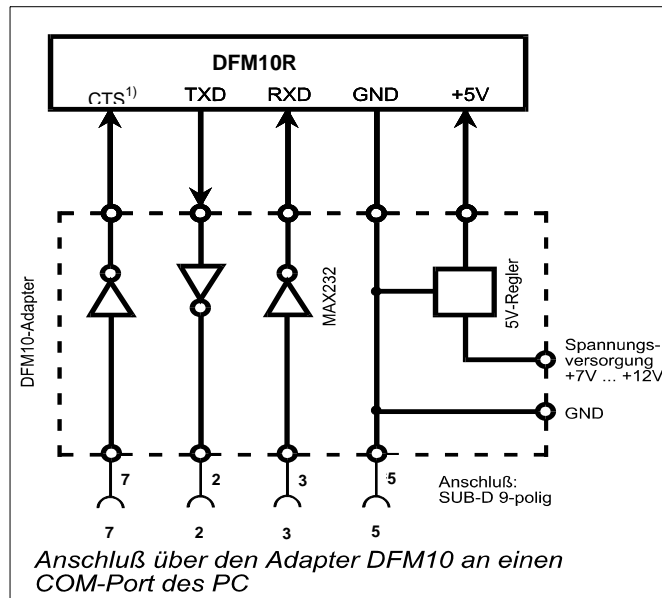 DFM10R
CTS1) TXD RXD GND +5V
DFM10-Adapter
MAX232
5V-Regler
Spannungs-
versorgung
+7V ... +12V
GND
7 2 3 5
Anschluß:
SUB-D 9-polig
7 2 3 5
Anschluß über den Adapter DFM10 an einen
COM-Port des PC